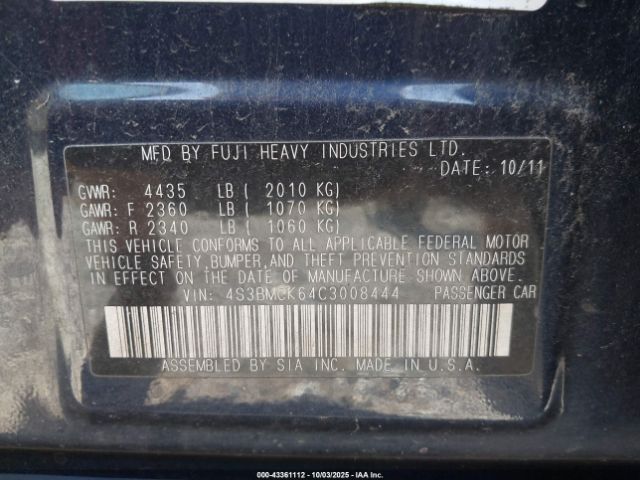 MFD BY FUJI HEAVY INDUSTRIES LTD.
DATE: 10/11
GVWR: 4435 LB ( 2010 KG)
GAWR: F 2360 LB ( 1070 KG)
GAWR: R 2340 LB ( 1060 KG)
THIS VEHICLE CONFORMS TO ALL APPLICABLE FEDERAL MOTOR
VEHICLE SAFETY, BUMPER, AND THEFT PREVENTION STANDARDS
IN EFFECT ON THE DATE OF MANUFACTURE SHOWN ABOVE.
VIN: 4S3BMCK64C3008444 PASSENGER CAR
ASSEMBLED BY SIA INC. MADE IN U.S.A.
000-43361112 | 10/03/2025 - IAA Inc.